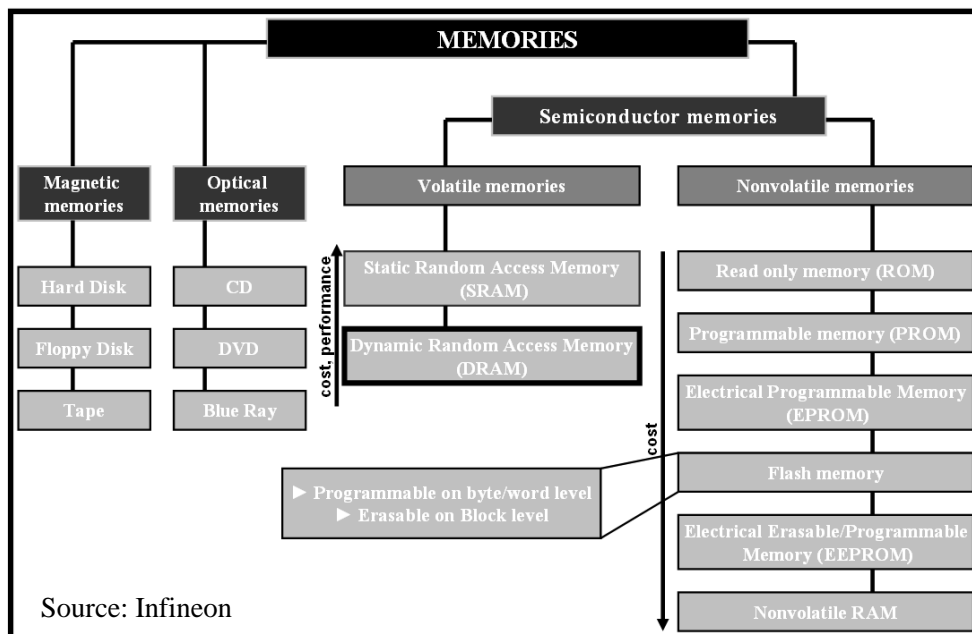 MEMORIES
Semiconductor memories
Magnetic
memories
Optical
memories
Volatile memories
Nonvolatile memories
Hard Disk
Floppy Disk
Tape
CD
DVD
Blue Ray
cost, performance
Static Random Access Memory
(SRAM)
Dynamic Random Access Memory
(DRAM)
cost
Read only memory (ROM)
Programmable memory (PROM)
Electrical Programmable Memory
(EPROM)
Flash memory
► Programmable on byte/word level
► Erasable on Block level
Electrical Erasable/Programmable
Memory (EEPROM)
Nonvolatile RAM
Source: Infineon